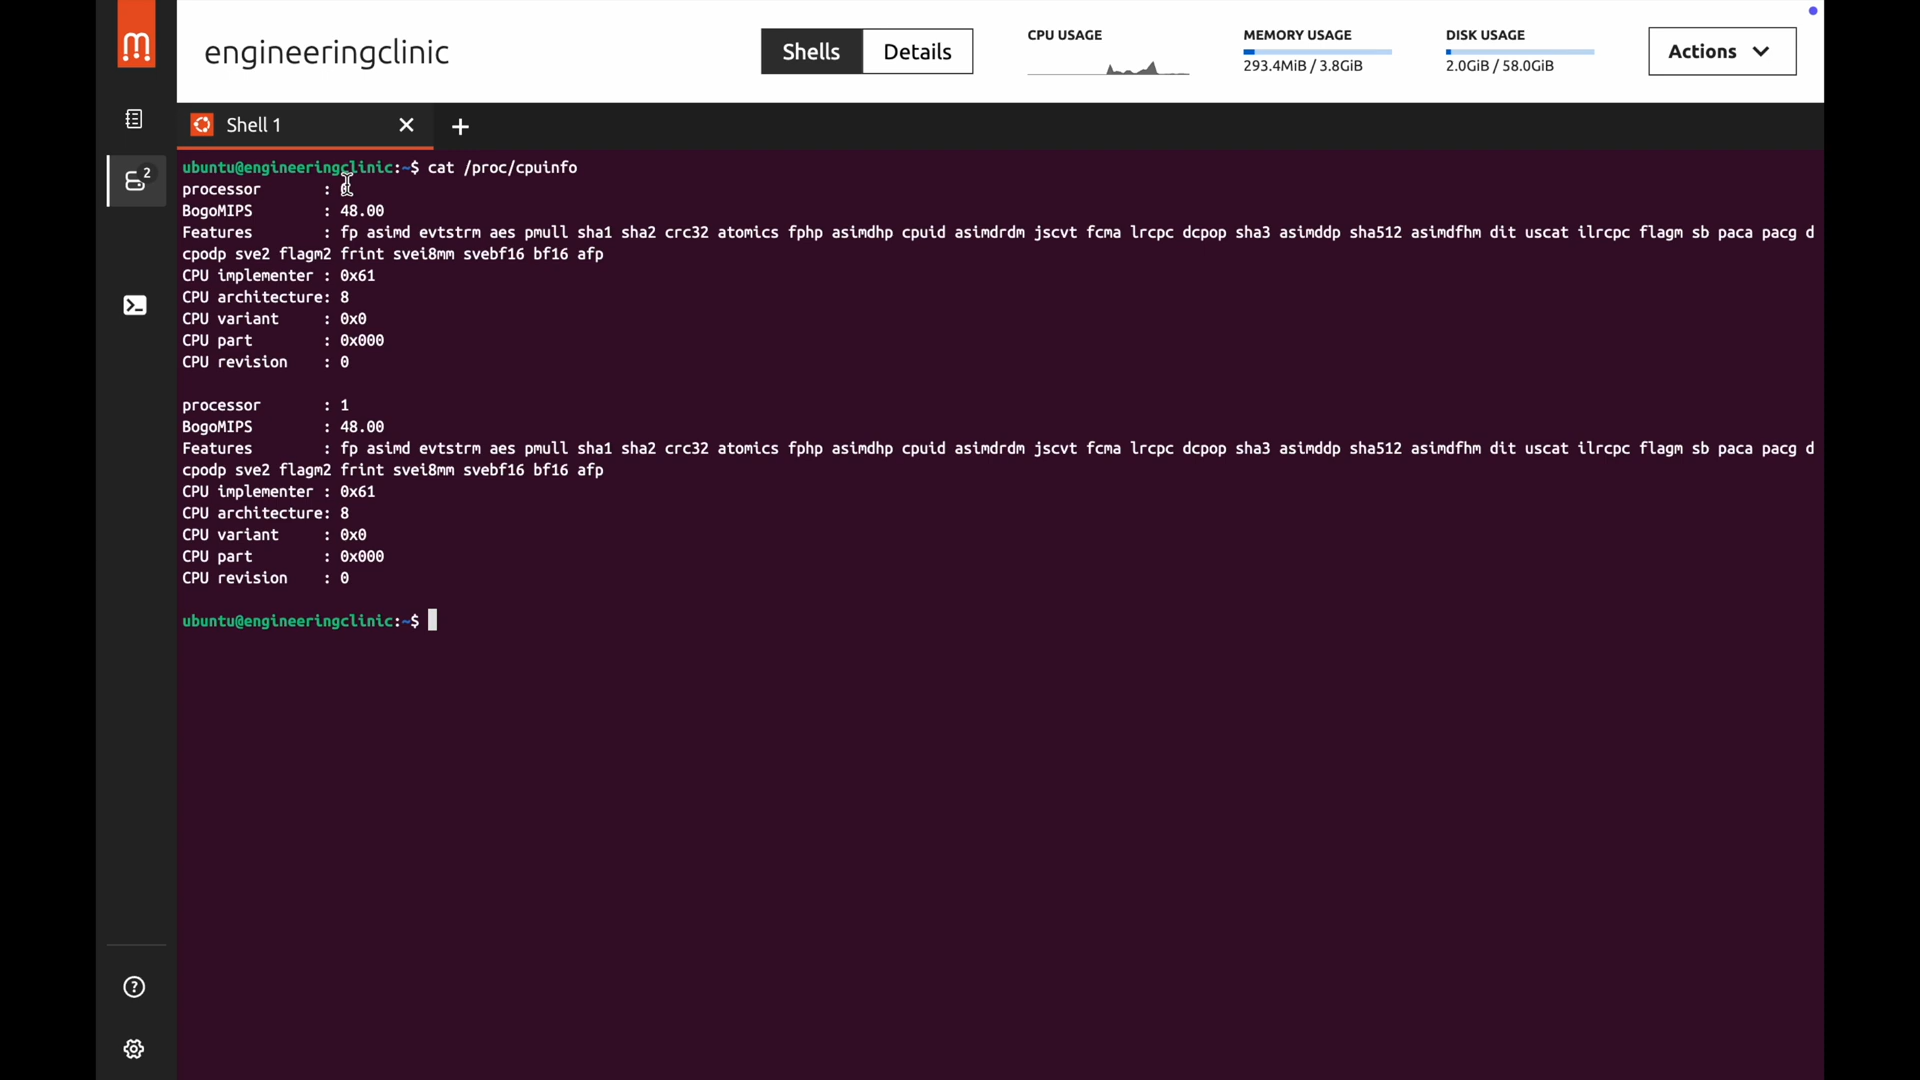 engineeringclinic
Shells
Details
CPU USAGE
MEMORY USAGE
293.4MiB / 3.8GiB
DISK USAGE
2.0GiB / 58.0GiB
Actions
2
Shell 1
ubuntu@engineeringclinic:~$ cat /proc/cpuinfo
processor       : 0
BogoMIPS        : 48.00
Features        : fp asimd evtstrm aes pmull sha1 sha2 crc32 atomics fphp asimdhp cpuid asimdrdm jscvt fcma lrcpc dcpop sha3 asimddp sha512 asimdfhm dit uscat ilrcpc flagm sb paca pacg d
cpodp sve2 flagm2 frint svei8mm svebf16 bf16 afp
CPU implementer : 0x61
CPU architecture: 8
CPU variant     : 0x0
CPU part        : 0x000
CPU revision    : 0
processor       : 1
BogoMIPS        : 48.00
Features        : fp asimd evtstrm aes pmull sha1 sha2 crc32 atomics fphp asimdhp cpuid asimdrdm jscvt fcma lrcpc dcpop sha3 asimddp sha512 asimdfhm dit uscat ilrcpc flagm sb paca pacg d
cpodp sve2 flagm2 frint svei8mm svebf16 bf16 afp
CPU implementer : 0x61
CPU architecture: 8
CPU variant     : 0x0
CPU part        : 0x000
CPU revision    : 0
ubuntu@engineeringclinic:~$